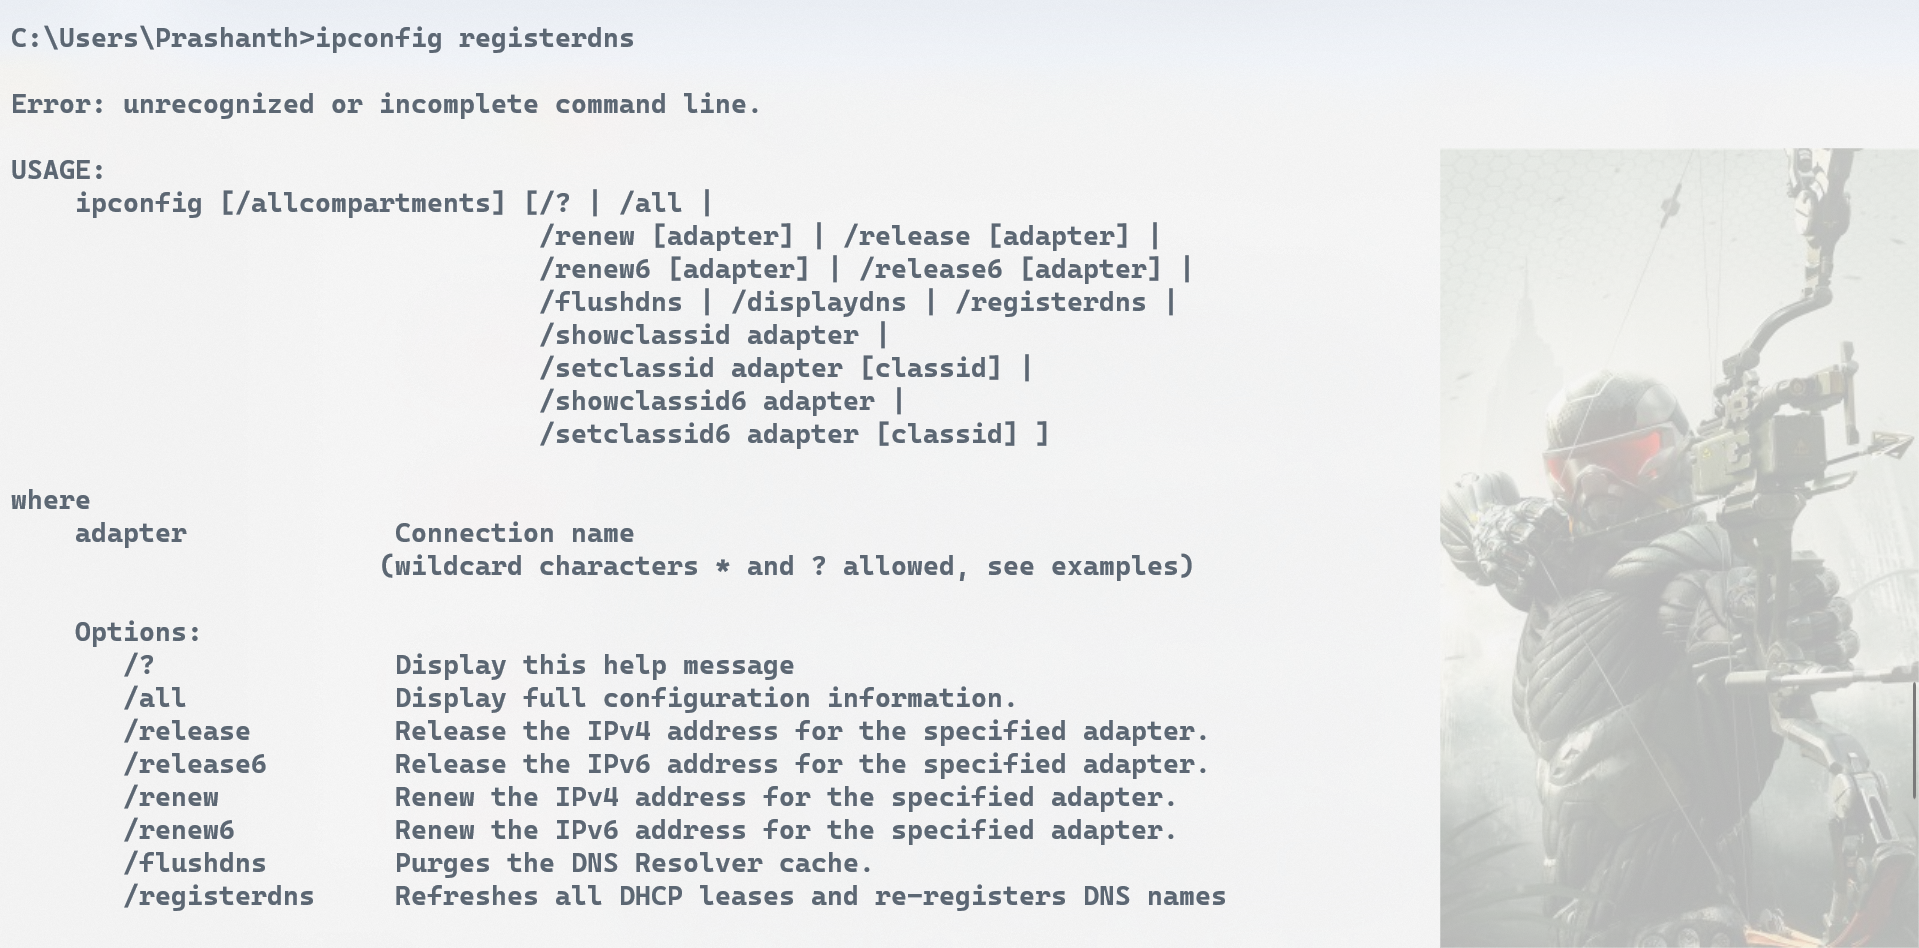 C:\Users\Prashanth>ipconfig registerdns
Error: unrecognized or incomplete command line.
USAGE:
    ipconfig [/allcompartments] [/? | /all |
                                 /renew [adapter] | /release [adapter] |
                                 /renew6 [adapter] | /release6 [adapter] |
                                 /flushdns | /displaydns | /registerdns |
                                 /showclassid adapter |
                                 /setclassid adapter [classid] |
                                 /showclassid6 adapter |
                                 /setclassid6 adapter [classid] ]
where
    adapter             Connection name
                       (wildcard characters * and ? allowed, see examples)
    Options:
       /?               Display this help message
       /all             Display full configuration information.
       /release         Release the IPv4 address for the specified adapter.
       /release6        Release the IPv6 address for the specified adapter.
       /renew           Renew the IPv4 address for the specified adapter.
       /renew6          Renew the IPv6 address for the specified adapter.
       /flushdns        Purges the DNS Resolver cache.
       /registerdns     Refreshes all DHCP leases and re-registers DNS names